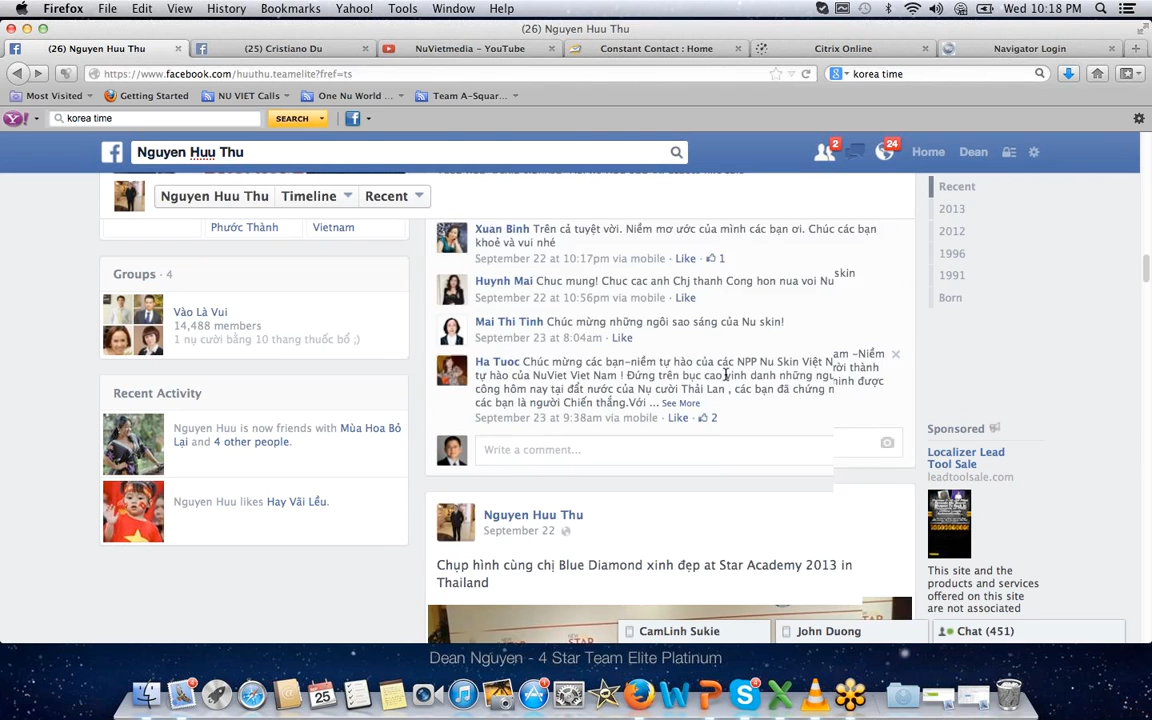 Firefox File Edit View History Bookmarks Yahoo! Tools Window Help Wed 10:18 PM
(26) Nguyen Huu Thu
(26) Nguyen Huu Thu (25) Cristiano Du NuVietmedia – YouTube Constant Contact : Home Citrix Online Navigator Login
https://www.facebook.com/huuthu.teamelite?fref=ts korea time
Most Visited Getting Started NU VIET Calls One Nu World ... Team A-Squar...
korea time SEARCH
Nguyen Huu Thu 2 24 Home Dean
Nguyen Huu Thu Timeline Recent
Phước Thành Vietnam
Groups · 4
Vào Là Vui
14,488 members
1 nụ cười bằng 10 thang thuốc bổ ;)
Recent Activity
Nguyen Huu is now friends with Mùa Hoa Bỏ
Lại and 4 other people.
Nguyen Huu likes Hay Vãi Lều.
Xuan Binh Trên cả tuyệt vời. Niềm mơ ước của mình các bạn ơi. Chúc các bạn
khoẻ và vui nhé
September 22 at 10:17pm via mobile · Like · 1
Huynh Mai Chuc mung! Chuc cac anh Chj thanh Cong hon nua voi Nu skin
September 22 at 10:56pm via mobile · Like
Mai Thi Tinh Chúc mừng những ngôi sao sáng của Nu skin!
September 23 at 8:04am · Like
Ha Tuoc Chúc mừng các bạn-niềm tự hào của các NPP Nu Skin Việt N am -Niềm
tự hào của NuViet Viet Nam ! Đứng trên bục cao vinh danh những ngư rời thành
công hôm nay tại đất nước của Nụ cười Thái Lan , các bạn đã chứng n minh được
các bạn là người Chiến thắng.Với ... See More
September 23 at 9:38am via mobile · Like · 2
Write a comment...
Nguyen Huu Thu
September 22
Chụp hình cùng chị Blue Diamond xinh đẹp at Star Academy 2013 in
Thailand
Recent
2013
2012
1996
1991
Born
Sponsored
Localizer Lead
Tool Sale
leadtoolsale.com
This site and the
products and services
offered on this site
are not associated
CamLinh Sukie John Duong Chat (451)
Dean Nguyen - 4 Star Team Elite Platinum